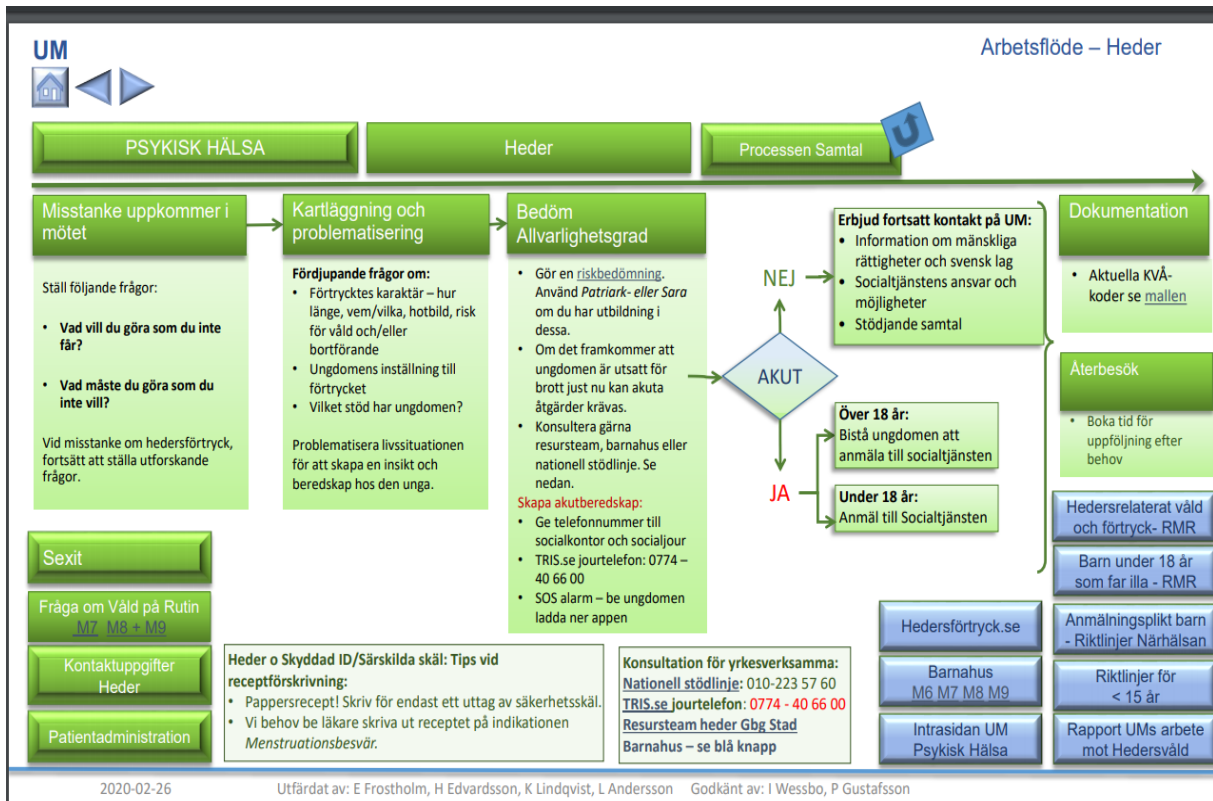 UM
Arbetsflöde – Heder
PSYKISK HÄLSA
Heder
Processen Samtal
Misstanke uppkommer i
mötet
Ställ följande frågor:
• Vad vill du göra som du inte
får?
• Vad måste du göra som du
inte vill?
Vid misstanke om hedersförtryck,
fortsätt att ställa utforskande
frågor.
Kartläggning och
problematisering
Fördjupande frågor om:
• Förtrycktes karaktär – hur
länge, vem/vilka, hotbild, risk
för våld och/eller
bortförande
• Ungdomens inställning till
förtrycket
• Vilket stöd har ungdomen?
Problematisera livssituationen
för att skapa en insikt och
beredskap hos den unga.
Bedöm
Allvarlighetsgrad
• Gör en riskbedömning.
Använd Patriark- eller Sara
om du har utbildning i
dessa.
• Om det framkommer att
ungdomen är utsatt för
brott just nu kan akuta
åtgärder krävas.
• Konsultera gärna
resursteam, barnahus eller
nationell stödlinje. Se
nedan.
Skapa akutberedskap:
• Ge telefonnummer till
socialkontor och socialjour
• TRIS.se jourtelefon: 0774 –
40 66 00
• SOS alarm – be ungdomen
ladda ner appen
AKUT
NEJ
Erbjud fortsatt kontakt på UM:
• Information om mänskliga
rättigheter och svensk lag
• Socialtjänstens ansvar och
möjligheter
• Stödjande samtal
JA
Över 18 år:
Bistå ungdomen att
anmäla till socialtjänsten
Under 18 år:
Anmäl till Socialtjänsten
Dokumentation
• Aktuella KVÅ-
koder se mallen
Återbesök
• Boka tid för
uppföljning efter
behov
Sexit
Fråga om Våld på Rutin
M7 M8 + M9
Kontaktuppgifter
Heder
Patientadministration
Heder o Skyddad ID/Särskilda skäl: Tips vid
receptförskrivning:
• Pappersrecept! Skriv för endast ett uttag av säkerhetsskäl.
• Vi behov be läkare skriva ut receptet på indikationen
Menstruationsbesvär.
Konsultation för yrkesverksamma:
Nationell stödlinje: 010-223 57 60
TRIS.se jourtelefon: 0774 - 40 66 00
Resursteam heder Gbg Stad
Barnahus – se blå knapp
Hedersförtryck.se
Barnahus
M6 M7 M8 M9
Intrasidan UM
Psykisk Hälsa
Hedersrelaterat våld
och förtryck- RMR
Barn under 18 år
som far illa - RMR
Anmälningsplikt barn
- Riktlinjer Närhälsan
Riktlinjer för
< 15 år
Rapport UMs arbete
mot Hedersvåld
2020-02-26
Utfärdat av: E Frostholm, H Edvardsson, K Lindqvist, L Andersson Godkänt av: I Wessbo, P Gustafsson